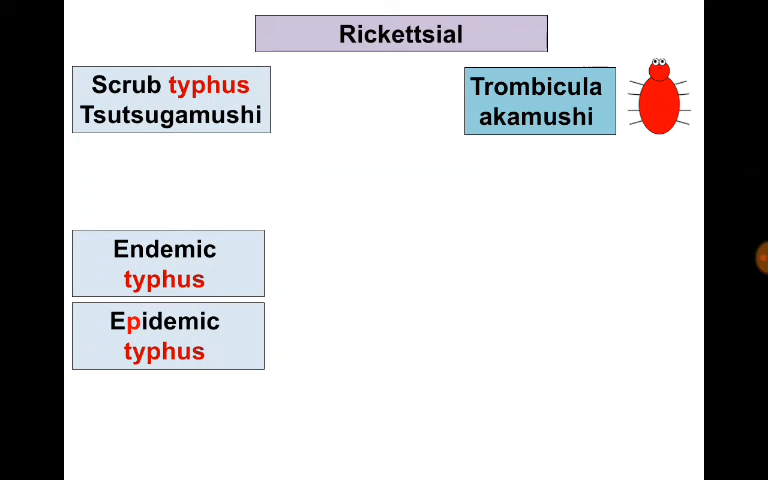 Rickettsial
Scrub typhus
Tsutsugamushi
Trombicula
akamushi
Endemic
typhus
Epidemic
typhus